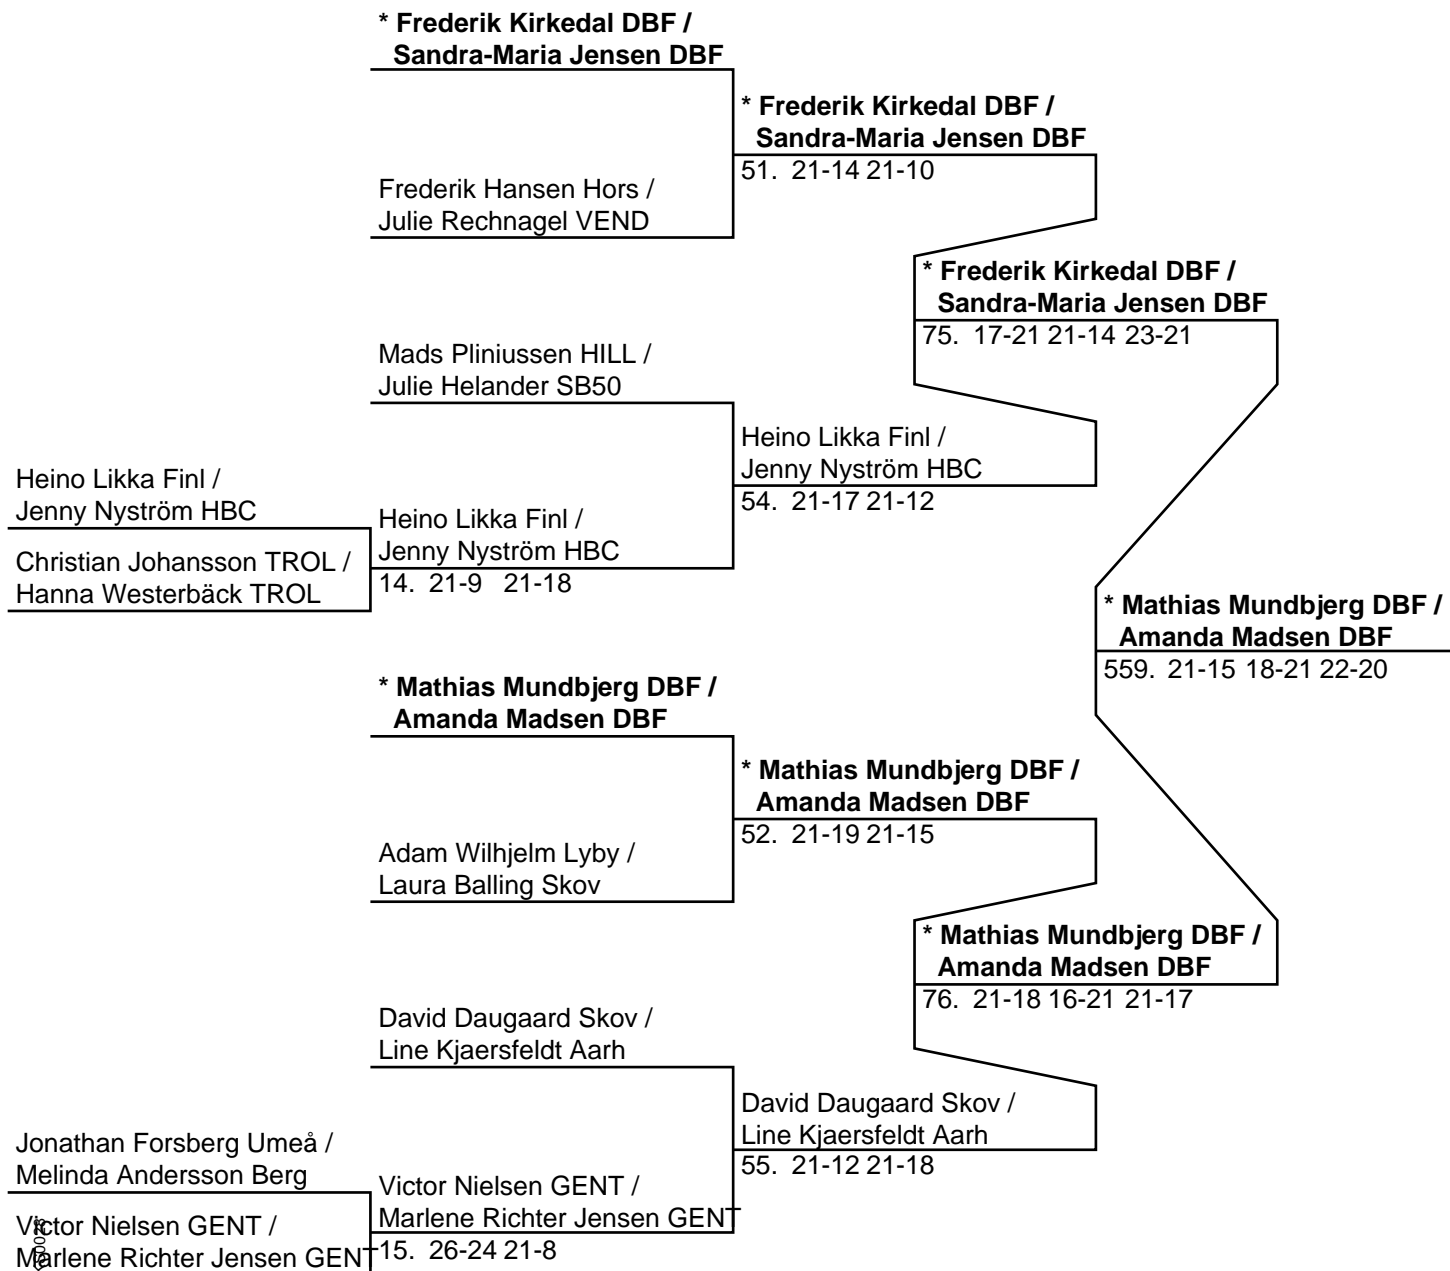 * Frederik Kirkedal DBF /
Sandra-Maria Jensen DBF
* Frederik Kirkedal DBF /
Sandra-Maria Jensen DBF
51. 21-14 21-10
Frederik Hansen Hors /
Julie Rechnagel VEND
* Frederik Kirkedal DBF /
Sandra-Maria Jensen DBF
75. 17-21 21-14 23-21
Mads Pliniussen HILL /
Julie Helander SB50
Heino Likka Finl /
Jenny Nyström HBC
54. 21-17 21-12
Heino Likka Finl /
Jenny Nyström HBC
Heino Likka Finl /
Jenny Nyström HBC
14. 21-9 21-18
Christian Johansson TROL /
Hanna Westerbäck TROL
* Mathias Mundbjerg DBF /
Amanda Madsen DBF
559. 21-15 18-21 22-20
* Mathias Mundbjerg DBF /
Amanda Madsen DBF
* Mathias Mundbjerg DBF /
Amanda Madsen DBF
52. 21-19 21-15
Adam Wilhjelm Lyby /
Laura Balling Skov
* Mathias Mundbjerg DBF /
Amanda Madsen DBF
76. 21-18 16-21 21-17
David Daugaard Skov /
Line Kjaersfeldt Aarh
David Daugaard Skov /
Line Kjaersfeldt Aarh
55. 21-12 21-18
Jonathan Forsberg Umeå /
Melinda Andersson Berg
Victor Nielsen GENT /
Marlene Richter Jensen GENT
15. 26-24 21-8
Victor Nielsen GENT /
Marlene Richter Jensen GENT